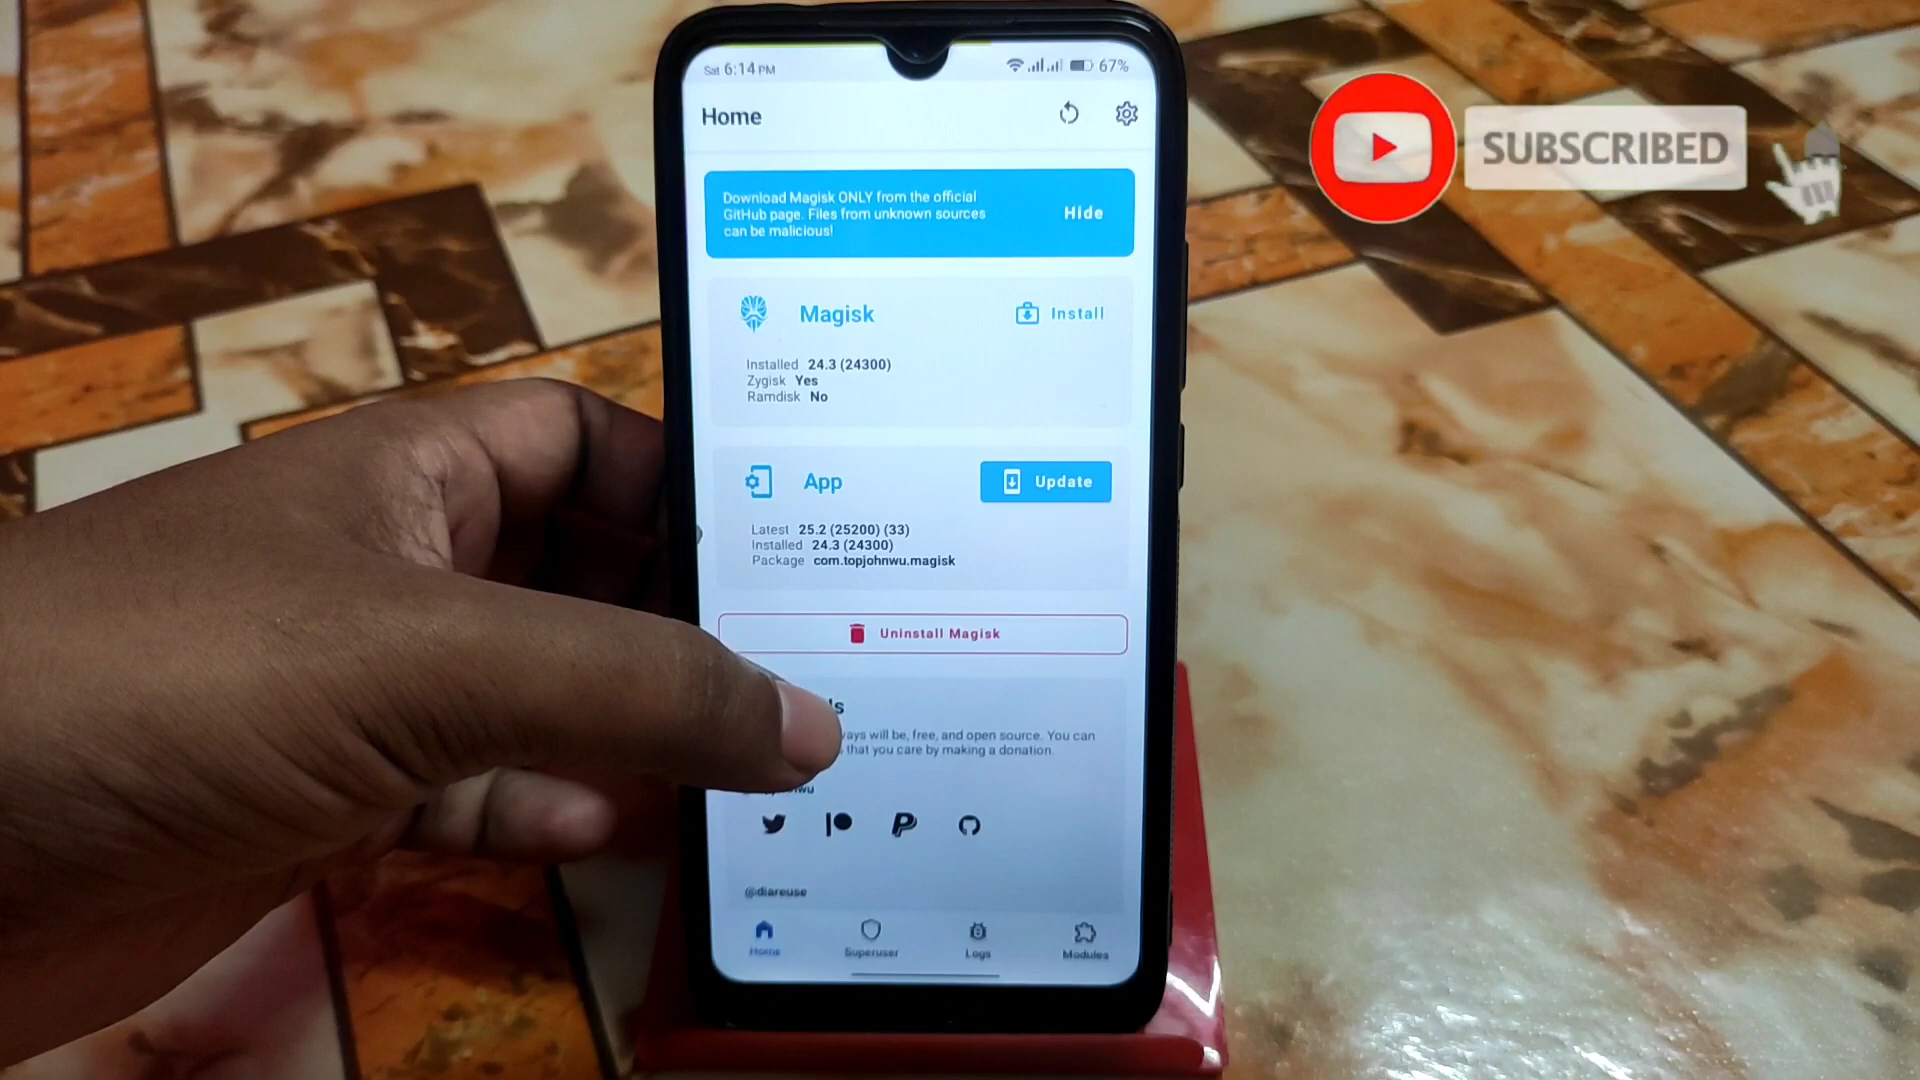 Sat 6:14 PM
67%
Home
Download Magisk ONLY from the official
GitHub page. Files from unknown sources
can be malicious!
Hide
Magisk
Install
Installed 24.3 (24300)
Zygisk Yes
Ramdisk No
App
Update
Latest 25.2 (25200) (33)
Installed 24.3 (24300)
Package com.topjohnwu.magisk
Uninstall Magisk
will be, free, and open source. You can
that you care by making a donation.
@diareuse
Home
Superuser
Logs
Modules
SUBSCRIBED